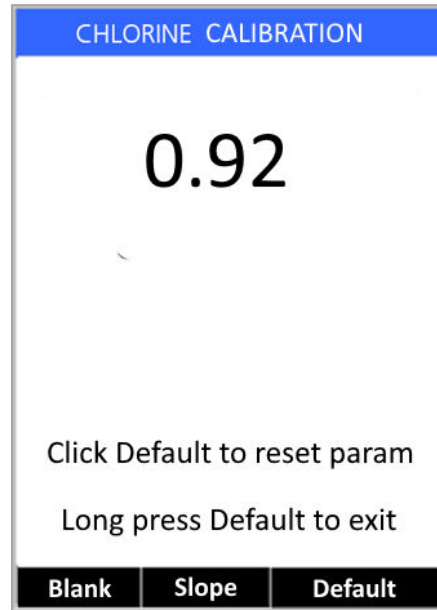 CHLORINE CALIBRATION
0.92
Click Default to reset param
Long press Default to exit
Blank Slope Default